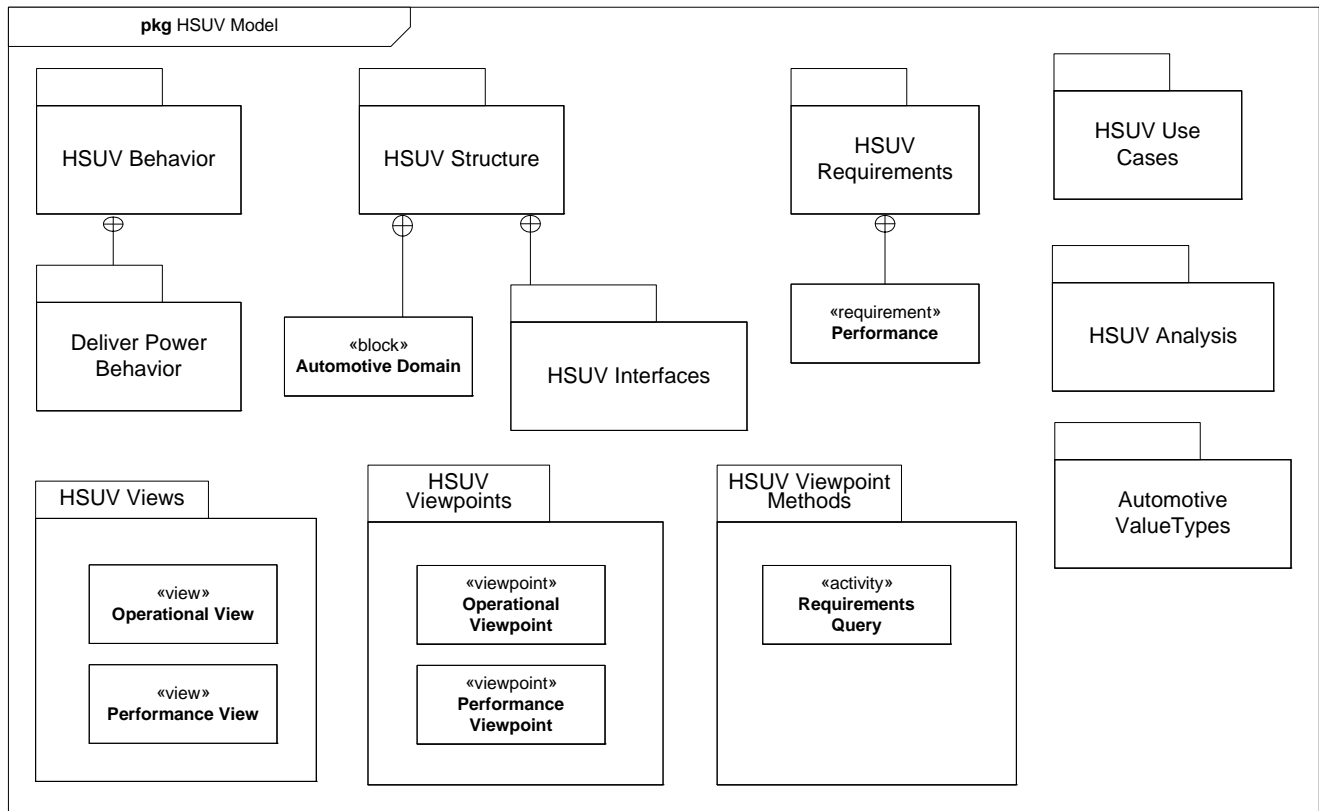 pkg HSUV Model
HSUV Behavior
HSUV Structure
HSUV
Requirements
HSUV Use
Cases
Deliver Power
Behavior
«block»
Automotive Domain
HSUV Interfaces
«requirement»
Performance
HSUV Analysis
HSUV Views
«view»
Operational View
«view»
Performance View
HSUV
Viewpoints
«viewpoint»
Operational
Viewpoint
«viewpoint»
Performance
Viewpoint
HSUV Viewpoint
Methods
«activity»
Requirements
Query
Automotive
ValueTypes